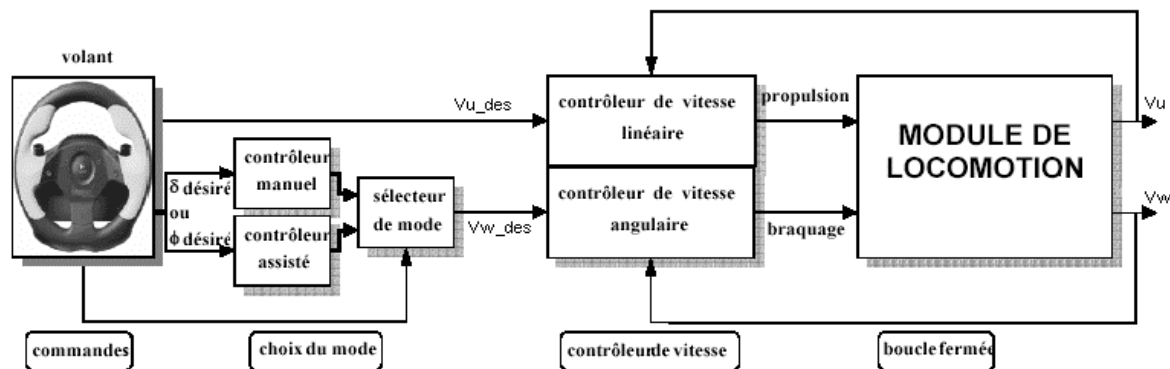 volant
Vu_des
δ désiré
ou
ϕ désiré
contrôleur
manuel
contrôleur
assisté
sélecteur
de mode
Vw_des
contrôleur de vitesse
linéaire
contrôleur de vitesse
angulaire
propulsion
braquage
MODULE DE
LOCOMOTION
Vu
Vw
commandes
choix du mode
contrôleur de vitesse
boucle fermée